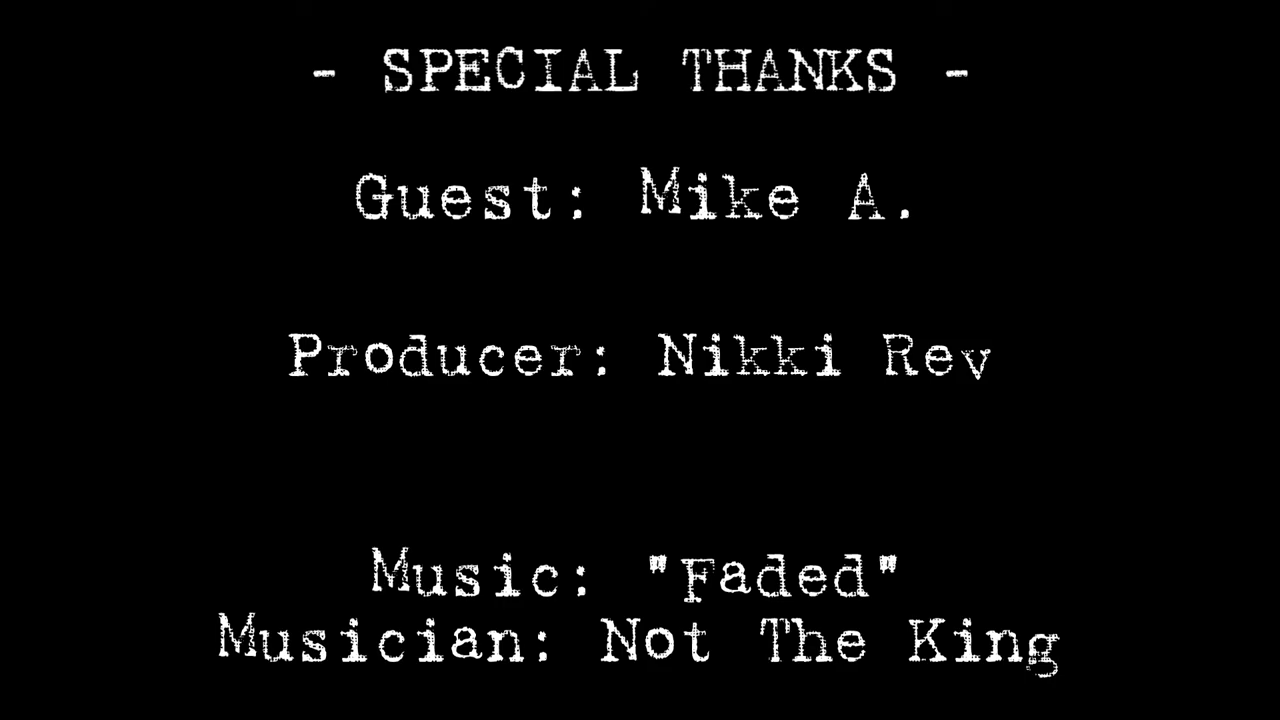 - SPECIAL THANKS -
Guest: Mike A.
Producer: Nikki Rev
Music: "Faded"
Musician: Not The King